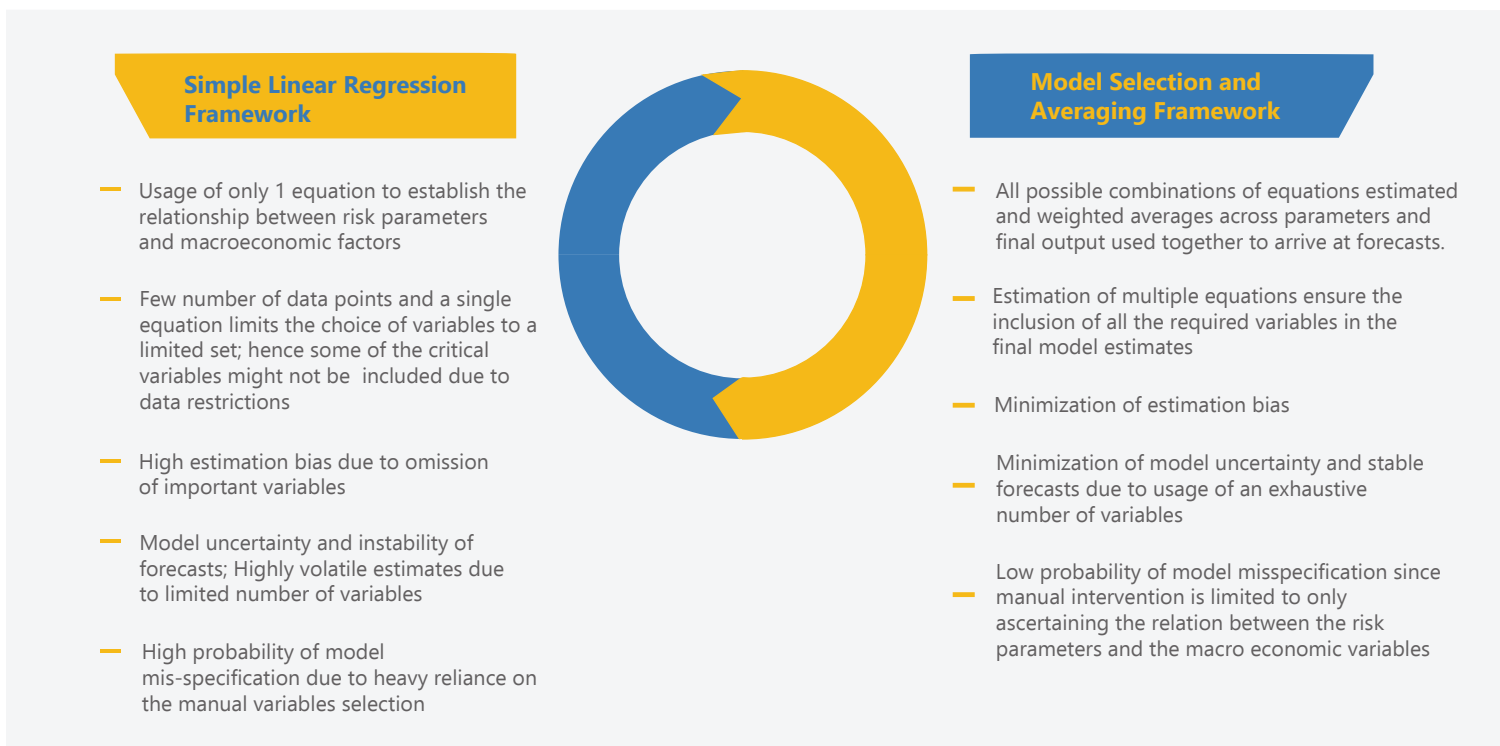 Simple Linear Regression
Framework
Usage of only 1 equation to establish the
relationship between risk parameters
and macroeconomic factors
Few number of data points and a single
equation limits the choice of variables to a
limited set; hence some of the critical
variables might not be  included due to
data restrictions
High estimation bias due to omission
of important variables
Model uncertainty and instability of
forecasts; Highly volatile estimates due
to limited number of variables
High probability of model
mis-specification due to heavy reliance on
the manual variables selection
Model Selection and
Averaging Framework
All possible combinations of equations estimated
and weighted averages across parameters and
final output used together to arrive at forecasts.
Estimation of multiple equations ensure the
inclusion of all the required variables in the
final model estimates
Minimization of estimation bias
Minimization of model uncertainty and stable
forecasts due to usage of an exhaustive
number of variables
Low probability of model misspecification since
manual intervention is limited to only
ascertaining the relation between the risk
parameters and the macro economic variables